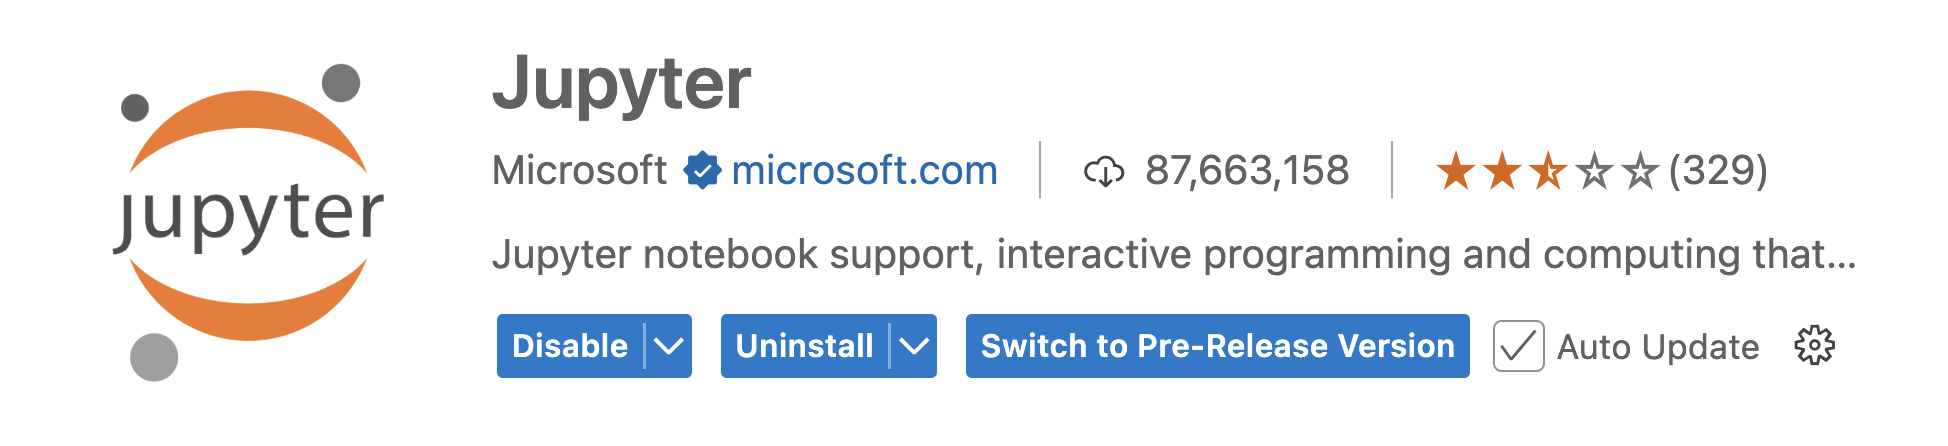 jupyter
Jupyter
Microsoft microsoft.com 87,663,158 (329)
Jupyter notebook support, interactive programming and computing that...
Disable Uninstall Switch to Pre-Release Version Auto Update